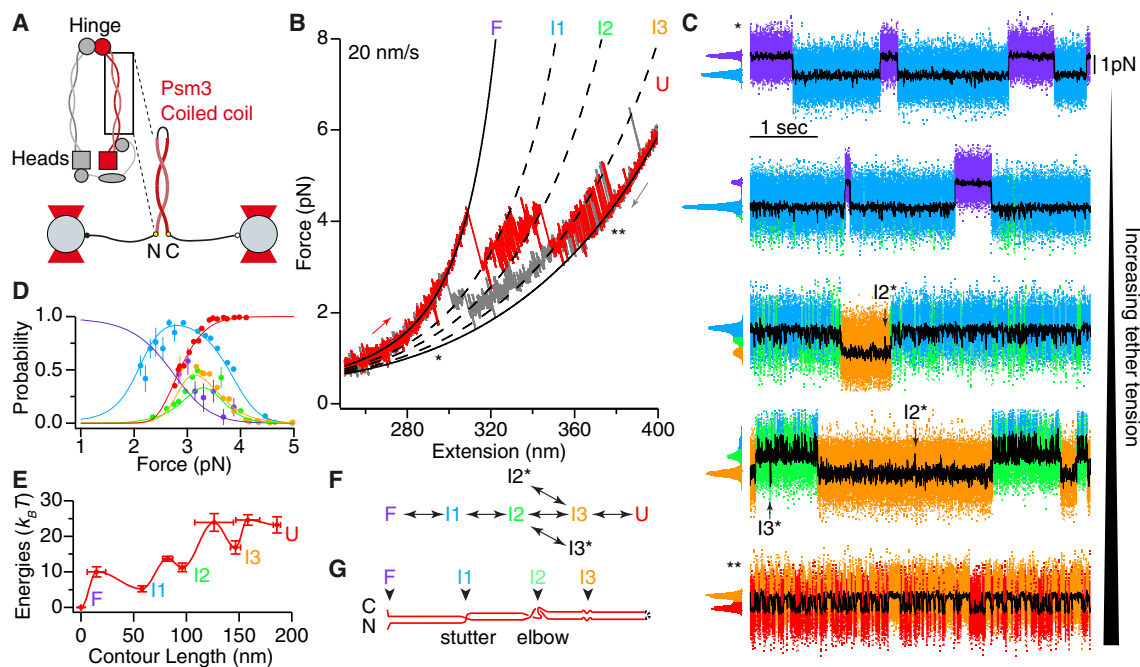 A
Hinge
Psm3
Coiled coil
Heads
N C
B
20 nm/s
F
I1
I2
I3
U
8
6
4
2
0
Force (pN)
*
**
280
320
360
400
Extension (nm)
C
*
1pN
1 sec
I2*
I2*
I3*
**
Increasing tether tension
D
Probability
1.0
0.5
0.0
1
2
3
4
5
Force (pN)
E
Energies (k_B T)
30
20
10
0
F
I1
I2
I3
U
0
50
100
150
200
Contour Length (nm)
F
I2*
F
I1
I2
I3
U
I3*
G
F
I1
I2
I3
C
N
stutter
elbow